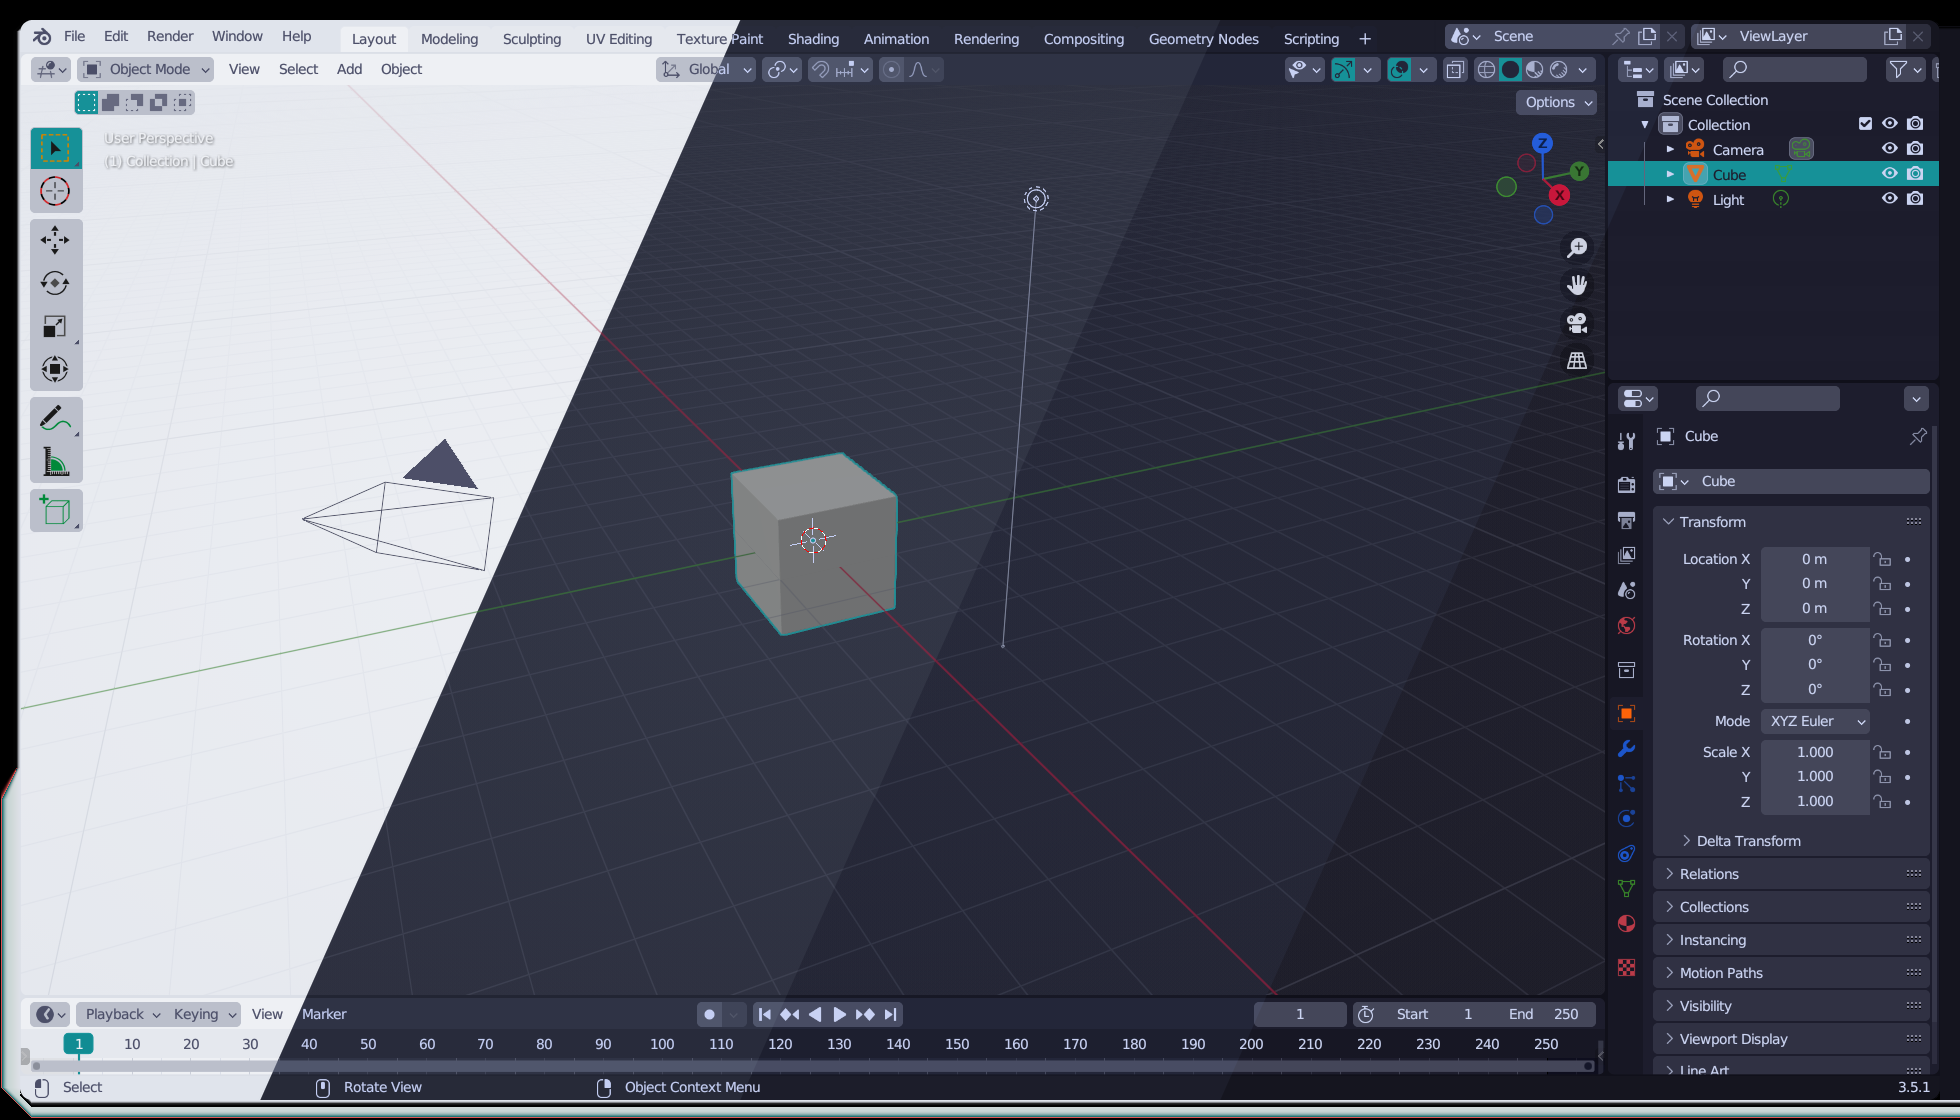 File Edit Render Window Help Layout Modeling Sculpting UV Editing Texture Paint Shading Animation Rendering Compositing Geometry Nodes Scripting + Scene ViewLayer
Object Mode View Select Add Object Global
Options
User Perspective
(1) Collection | Cube
Z
Y
X
Scene Collection
Collection
Camera
Cube
Light
Cube
Cube
Transform
Location X 0 m
Y 0 m
Z 0 m
Rotation X 0°
Y 0°
Z 0°
Mode XYZ Euler
Scale X 1.000
Y 1.000
Z 1.000
Delta Transform
Relations
Collections
Instancing
Motion Paths
Visibility
Viewport Display
Line Art
Playback Keying View Marker 1 Start 1 End 250
1 10 20 30 40 50 60 70 80 90 100 110 120 130 140 150 160 170 180 190 200 210 220 230 240 250
Select Rotate View Object Context Menu 3.5.1